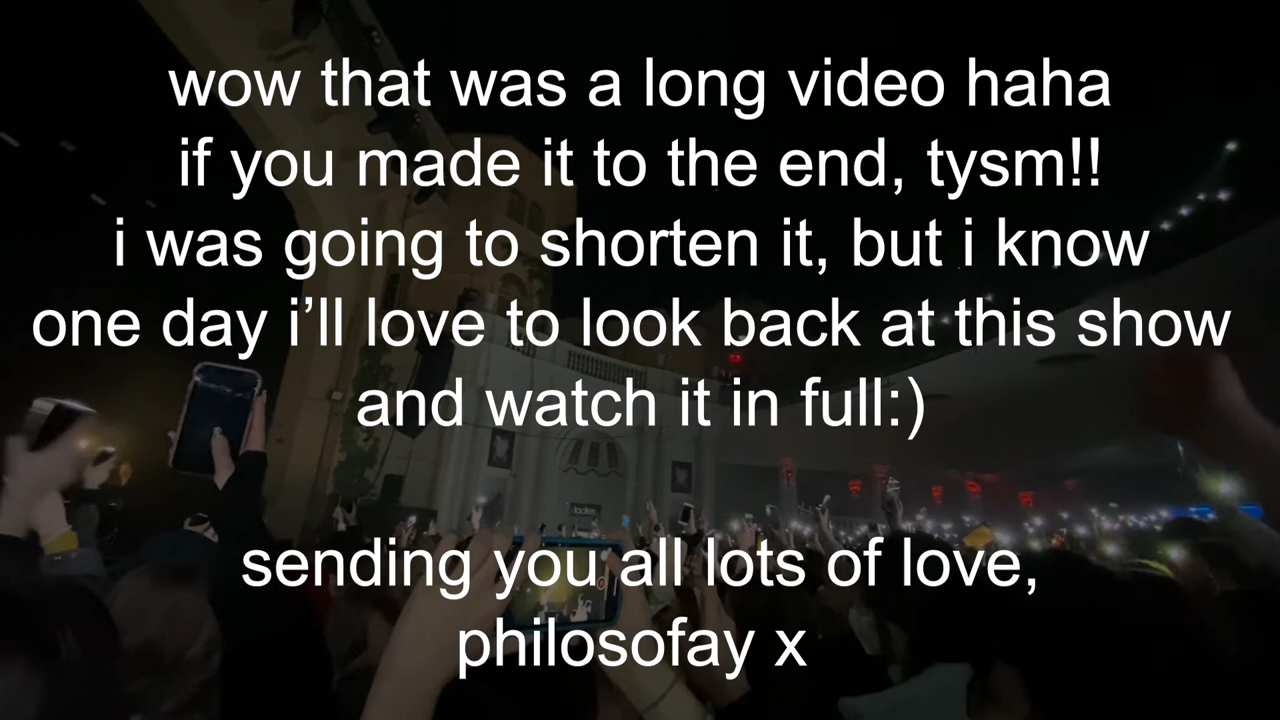 wow that was a long video haha
if you made it to the end, tysm!!
i was going to shorten it, but i know
one day i’ll love to look back at this show
and watch it in full:)
ladies
sending you all lots of love,
philosofay x